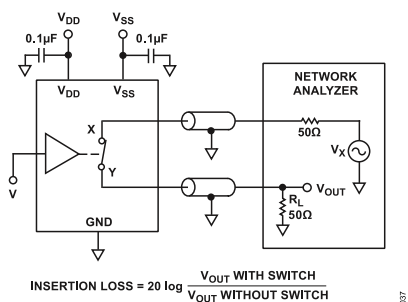 VDD
VSS
0.1µF
0.1µF
VDD
VSS
NETWORK
ANALYZER
X
50Ω
VX
Y
V
VOUT
RL
50Ω
GND
INSERTION LOSS = 20 log VOUT WITH SWITCH
VOUT WITHOUT SWITCH
037